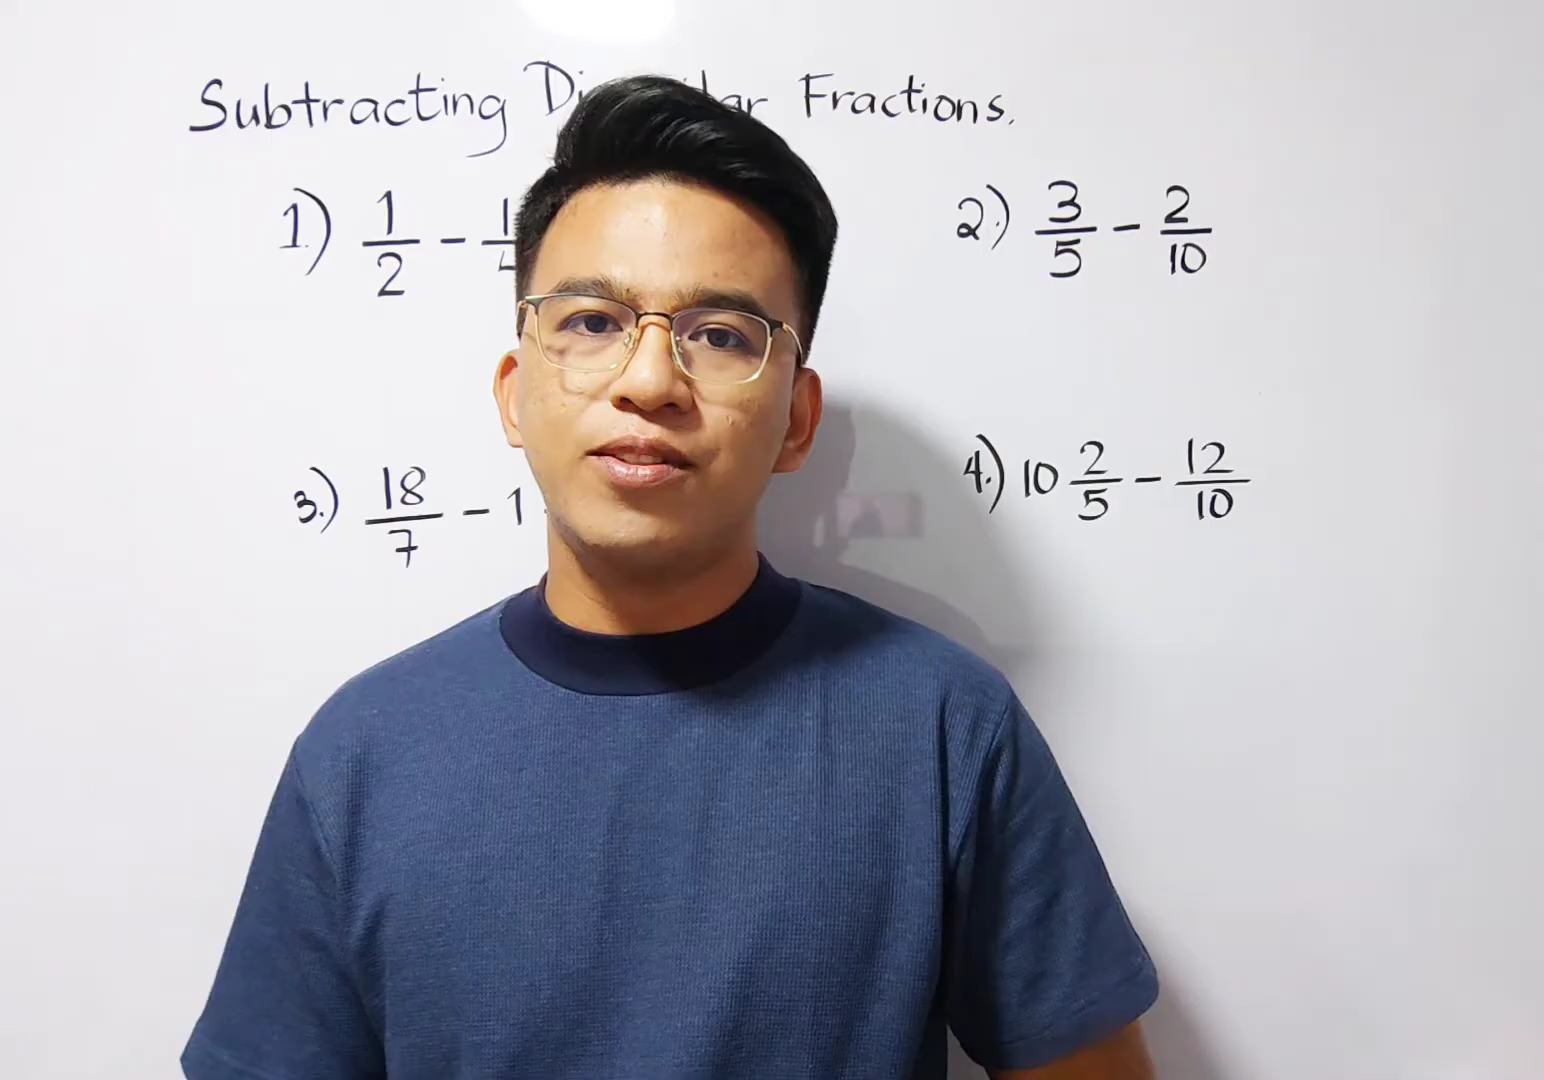 Subtracting Fractions.
1.) 1/2 - 1
2.) 3/5 - 2/10
3.) 18/7 - 1
4.) 10 2/5 - 12/10